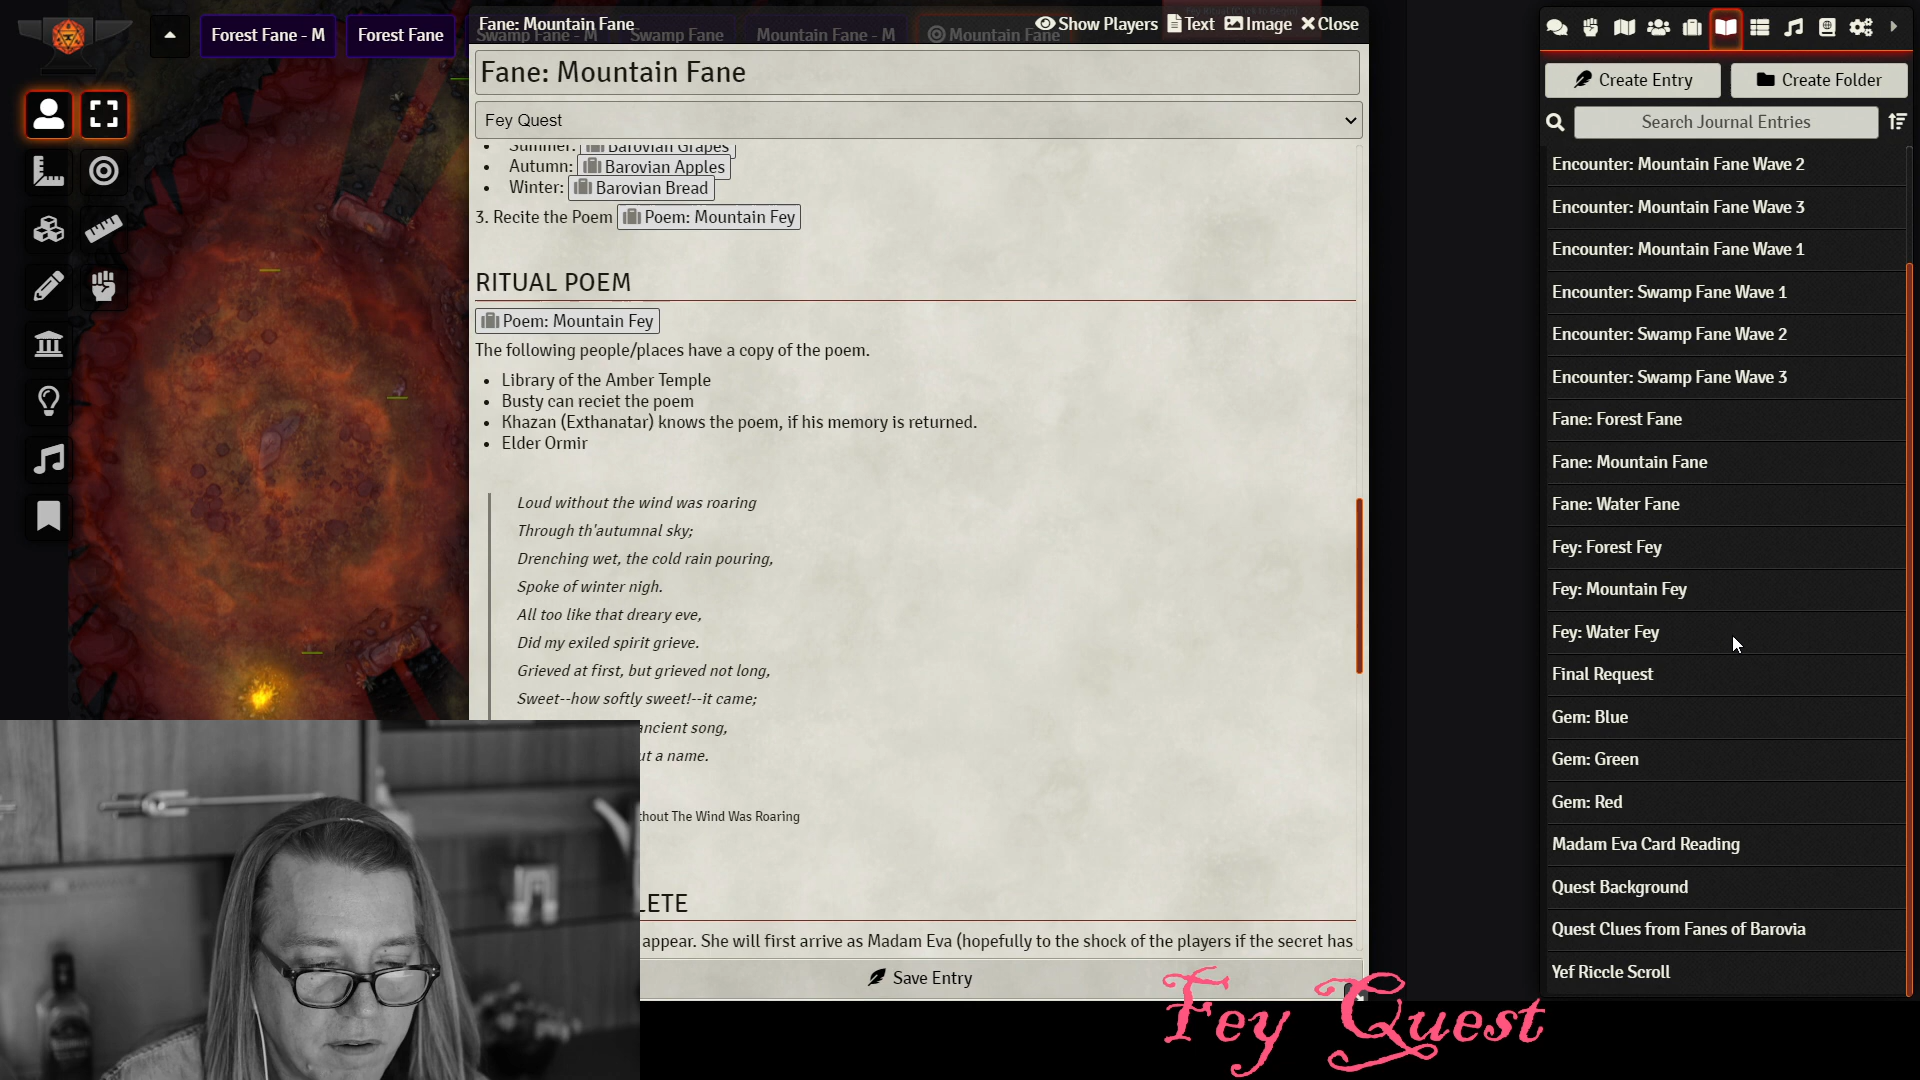 Forest Fane - M
Forest Fane
Swamp Fane - M
Swamp Fane
Mountain Fane - M
Mountain Fane
Fane: Mountain Fane
Show Players
Text
Image
Close
Fane: Mountain Fane
Fey Quest
• Summer: Barovian Grapes
• Autumn: Barovian Apples
• Winter: Barovian Bread
3. Recite the Poem Poem: Mountain Fey
RITUAL POEM
Poem: Mountain Fey
The following people/places have a copy of the poem.
• Library of the Amber Temple
• Busty can reciet the poem
• Khazan (Exthanatar) knows the poem, if his memory is returned.
• Elder Ormir
Loud without the wind was roaring
Through th'autumnal sky;
Drenching wet, the cold rain pouring,
Spoke of winter nigh.
All too like that dreary eve,
Did my exiled spirit grieve.
Grieved at first, but grieved not long,
Sweet--how softly sweet!--it came;
ancient song,
ut a name.
thout The Wind Was Roaring
LETE
appear. She will first arrive as Madam Eva (hopefully to the shock of the players if the secret has
Save Entry
Create Entry
Create Folder
Search Journal Entries
Encounter: Mountain Fane Wave 2
Encounter: Mountain Fane Wave 3
Encounter: Mountain Fane Wave 1
Encounter: Swamp Fane Wave 1
Encounter: Swamp Fane Wave 2
Encounter: Swamp Fane Wave 3
Fane: Forest Fane
Fane: Mountain Fane
Fane: Water Fane
Fey: Forest Fey
Fey: Mountain Fey
Fey: Water Fey
Final Request
Gem: Blue
Gem: Green
Gem: Red
Madam Eva Card Reading
Quest Background
Quest Clues from Fanes of Barovia
Yef Riccle Scroll
Fey Quest